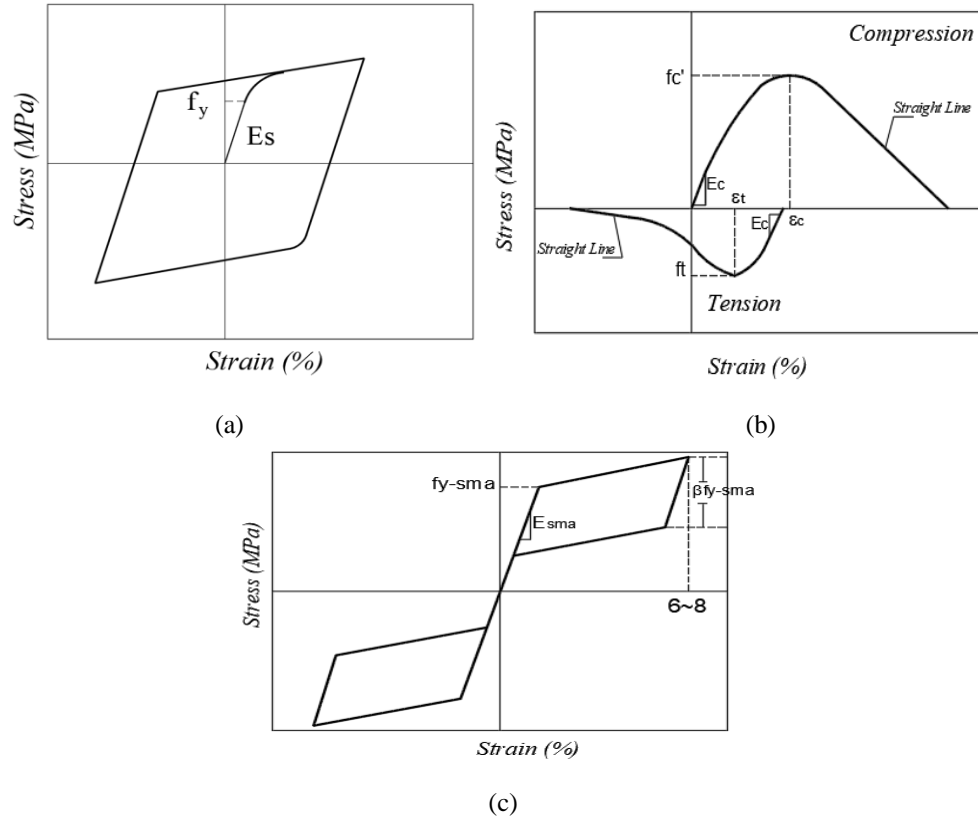 Stress (MPa)
fy
Es
Strain (%)
(a)
Stress (MPa)
Compression
fc'
Straight Line
Ec
εt
Ec
εc
Straight Line
ft
Tension
Strain (%)
(b)
Stress (MPa)
fy-sma
βfy-sma
Esma
6~8
Strain (%)
(c)